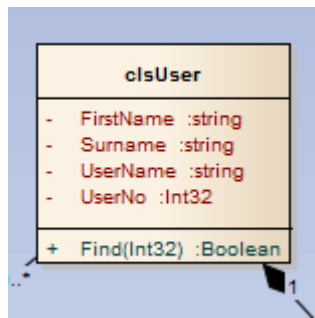 clsUser
- FirstName :string
- Surname :string
- UserName :string
- UserNo :Int32
+ Find(Int32) :Boolean
..*
1